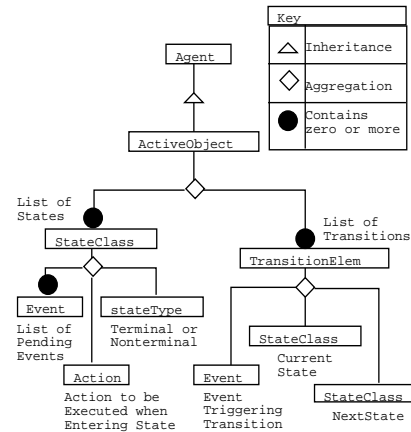 Key
Inheritance
Aggregation
Contains
zero or more
Agent
ActiveObject
List of
States
List of
Transitions
StateClass
TransitionElem
Event
stateType
List of
Pending
Events
Terminal or
Nonterminal
StateClass
Current
State
Action
Event
StateClass
Action to be
Executed when
Entering State
Event
Triggering
Transition
NextState